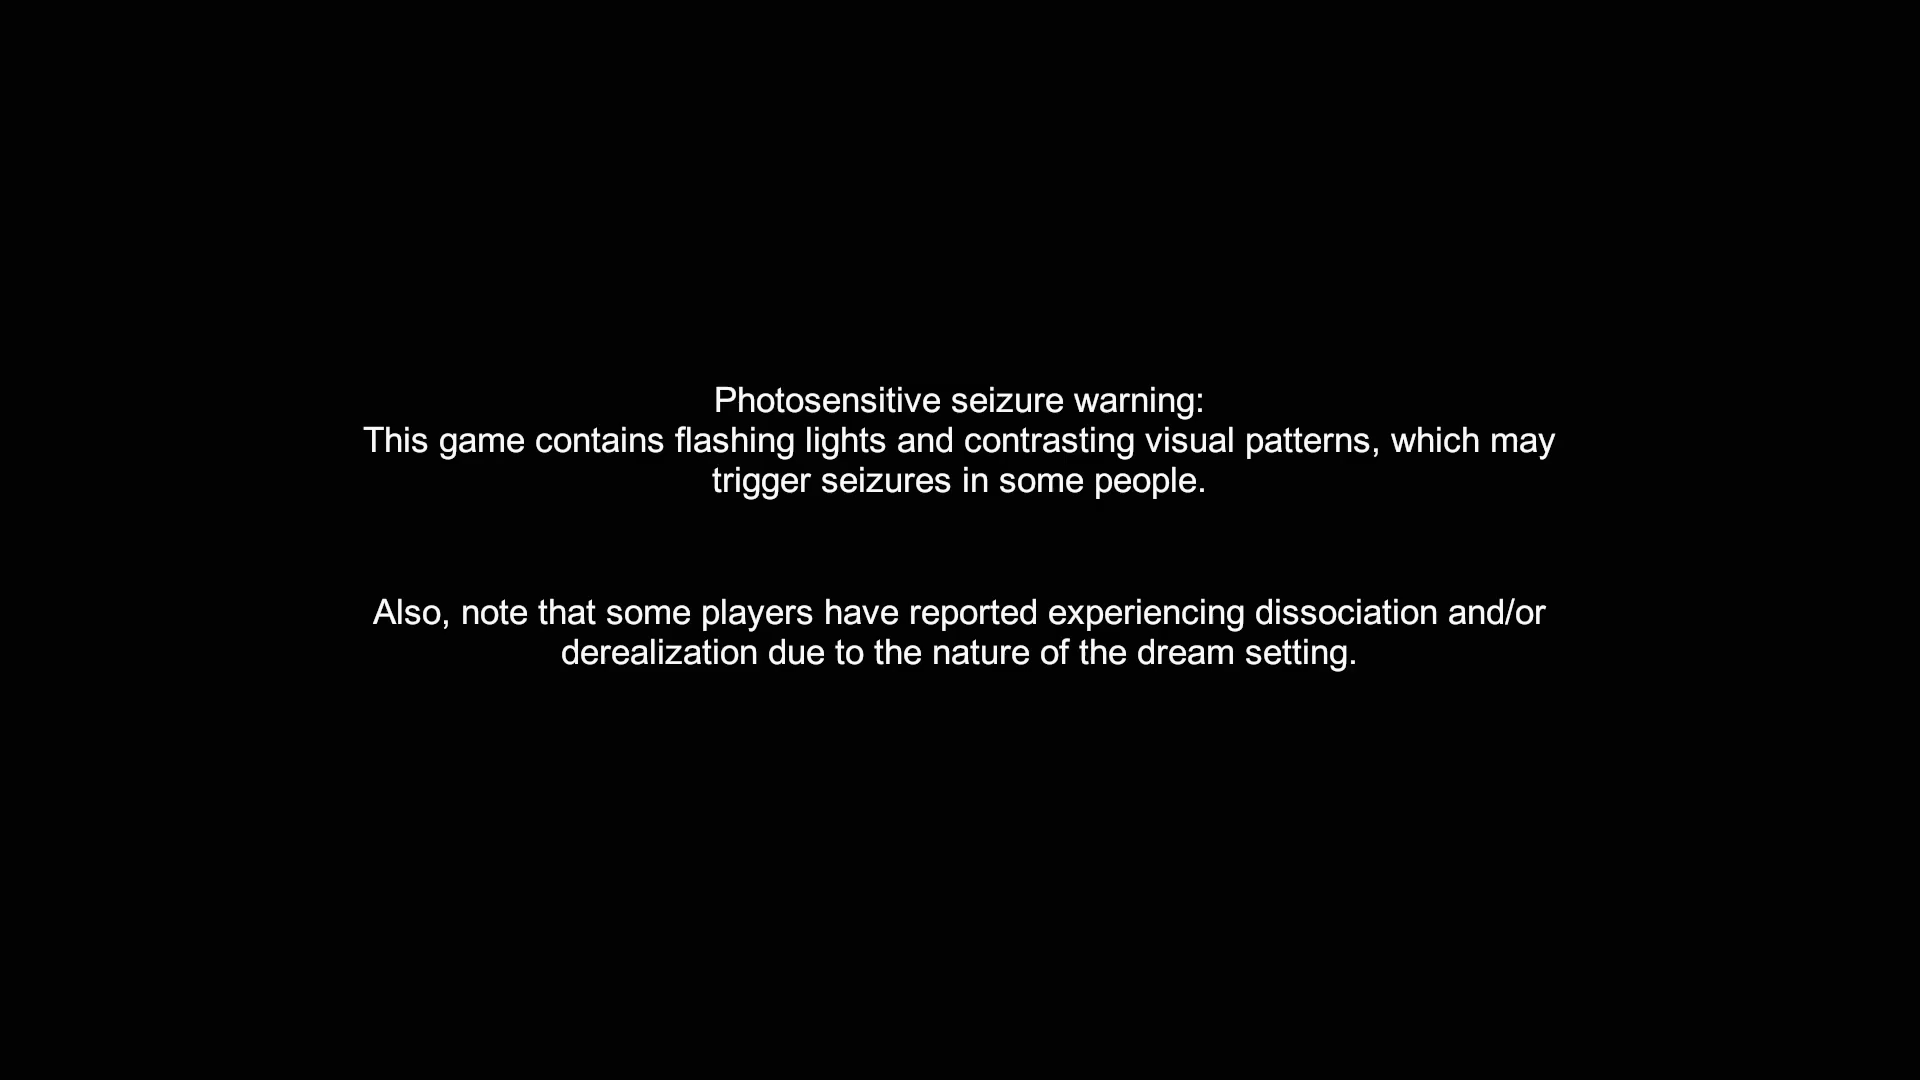 Photosensitive seizure warning:
This game contains flashing lights and contrasting visual patterns, which may
trigger seizures in some people.
Also, note that some players have reported experiencing dissociation and/or
derealization due to the nature of the dream setting.